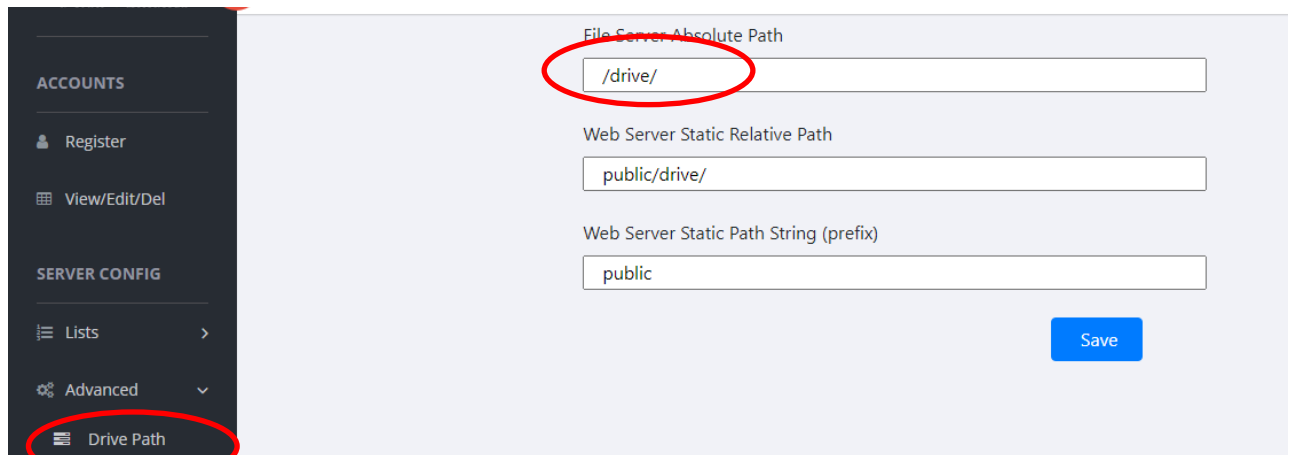 ACCOUNTS
Register
View/Edit/Del
SERVER CONFIG
Lists
Advanced
Drive Path
File Server Absolute Path
/drive/
Web Server Static Relative Path
public/drive/
Web Server Static Path String (prefix)
public
Save